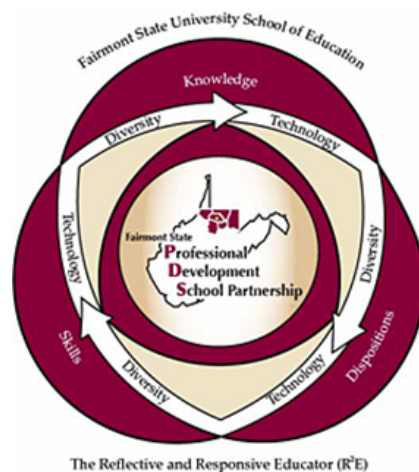 Fairmont State University School of Education
Knowledge
Diversity
Technology
Technology
Diversity
Fairmont State
Professional
Development
School Partnership
Skills
Dispositions
Diversity
Technology
The Reflective and Responsive Educator (R²E)